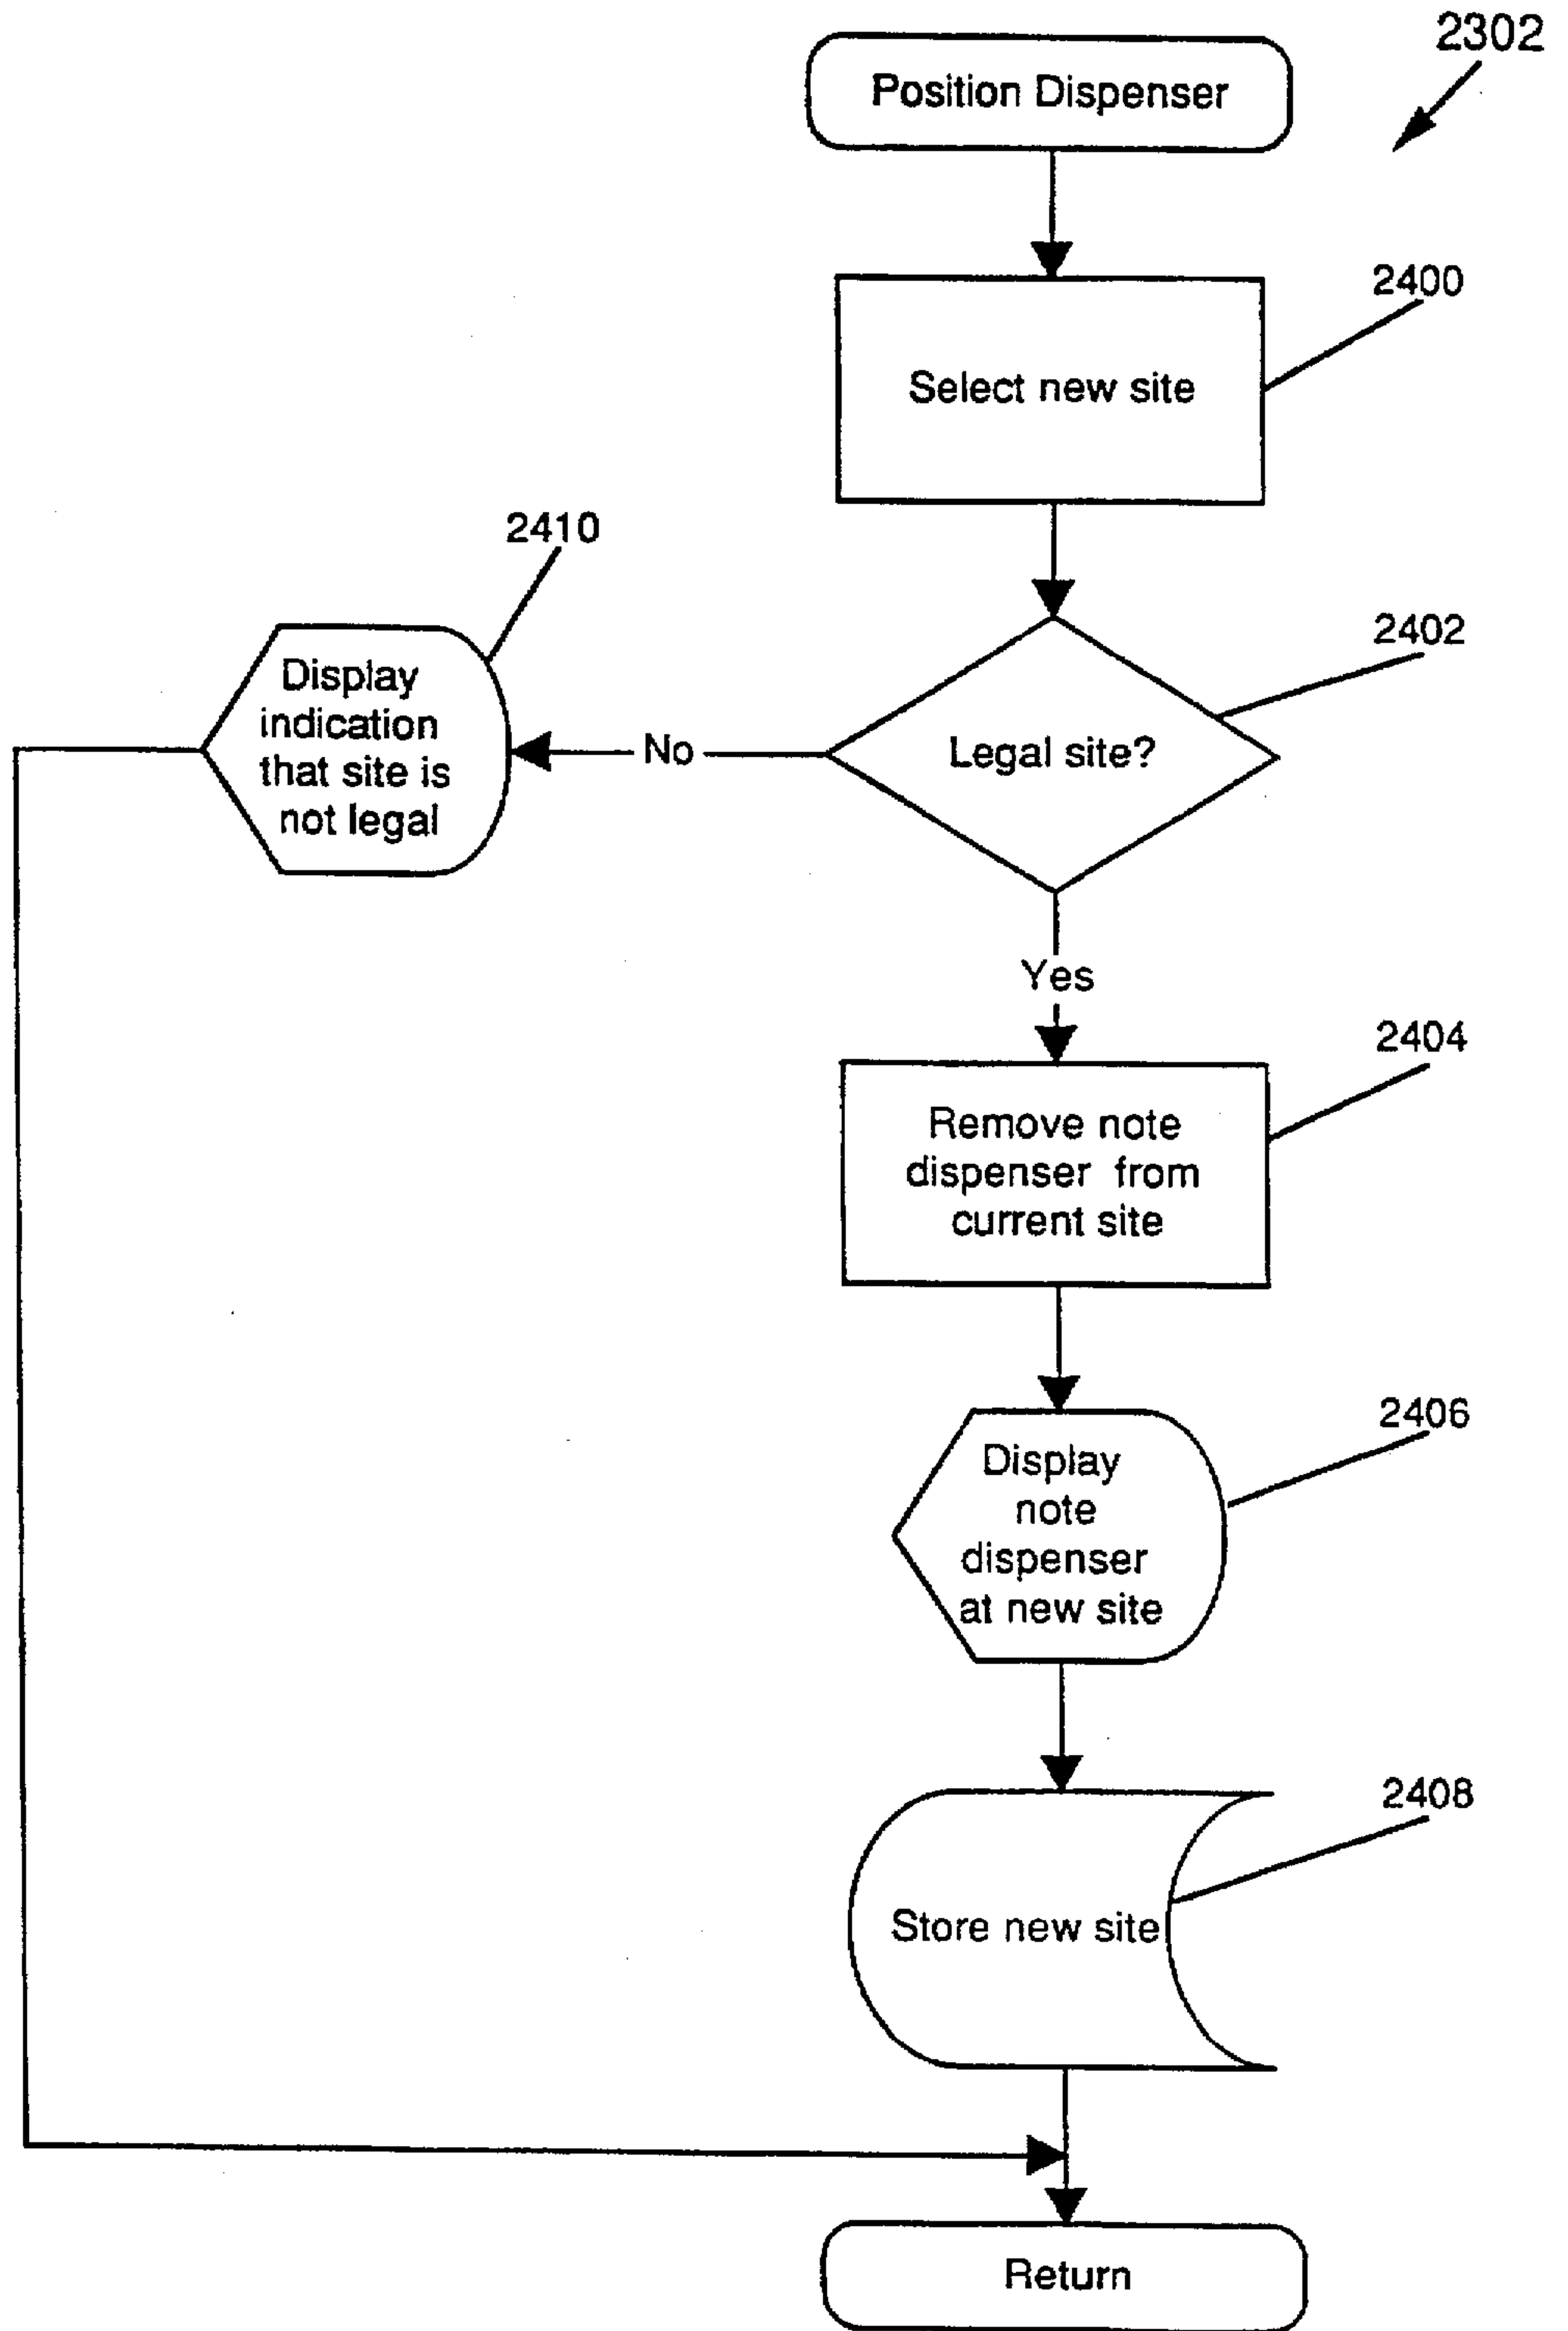 2302
Position Dispenser
2400
Select new site
2410
2402
Display
indication
that site is
not legal
No
Legal site?
Yes
2404
Remove note
dispenser from
current site
2406
Display
note
dispenser
at new site
2408
Store new site
Return